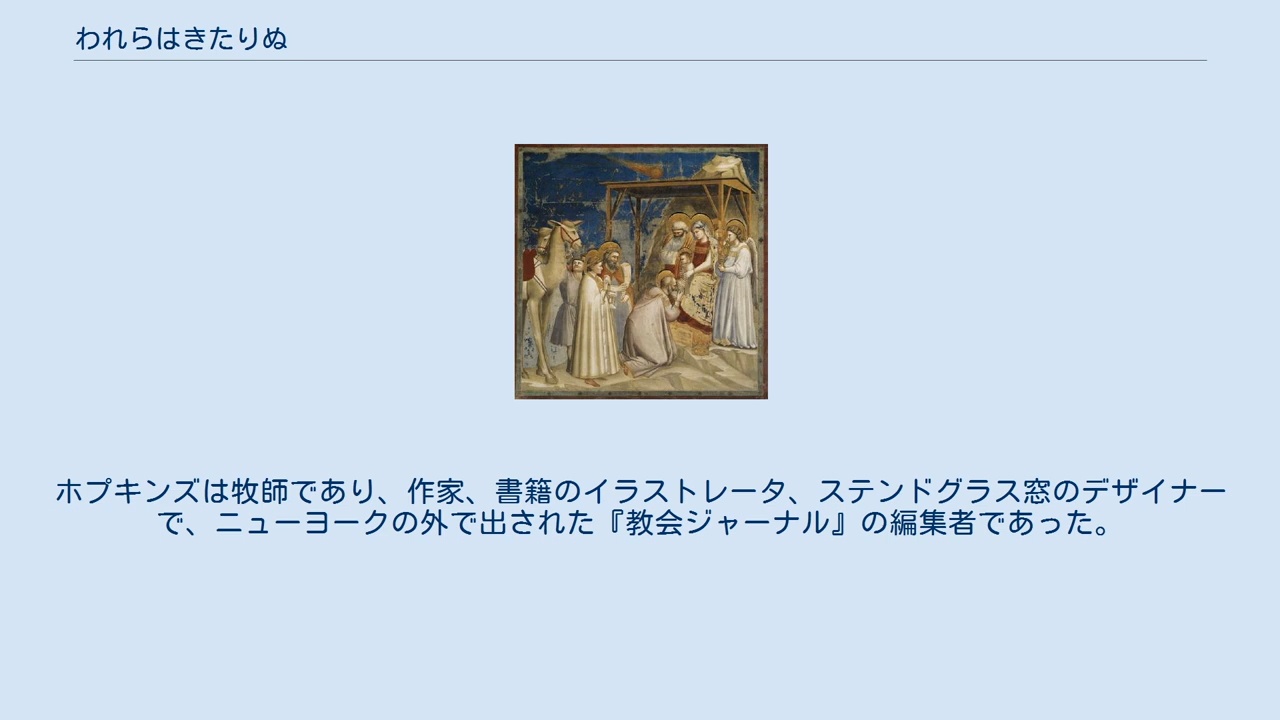 われらはきたりぬ
ホプキンズは牧師であり、作家、書籍のイラストレータ、ステンドグラス窓のデザイナー
で、ニューヨークの外で出された『教会ジャーナル』の編集者であった。